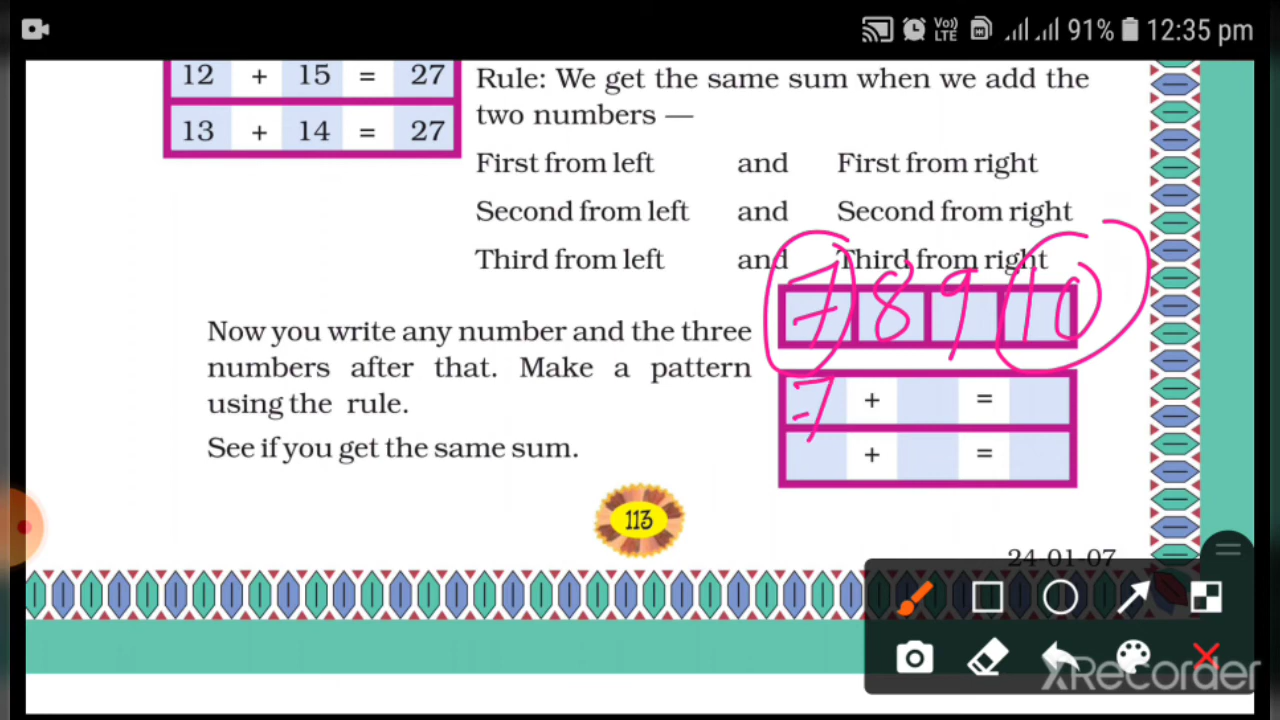 Vo))
LTE
91%
12:35 pm
12 + 15 = 27
13 + 14 = 27
Rule: We get the same sum when we add the
two numbers —
First from left and First from right
Second from left and Second from right
Third from left and Third from right
7 8 9 10
Now you write any number and the three
numbers after that. Make a pattern
using the rule.
See if you get the same sum.
7 + =
+ =
113
24-01-07
XRecorder